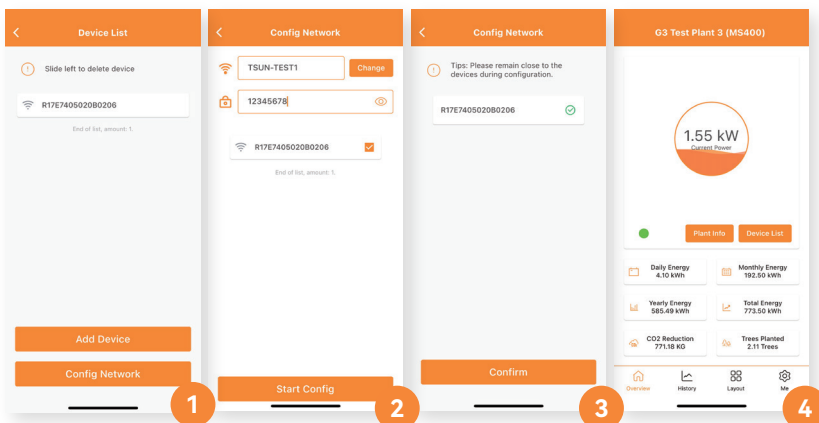 Device List
Slide left to delete device
R17E7405020B0206
End of list, amount: 1.
Add Device
Config Network
1
Config Network
TSUN-TEST1
Change
12345678
R17E7405020B0206
End of list, amount: 1.
Start Config
2
Config Network
Tips: Please remain close to the
devices during configuration.
R17E7405020B0206
Confirm
3
G3 Test Plant 3 (MS400)
1.55 kW
Current Power
Plant Info
Device List
Daily Energy
4.10 kWh
Monthly Energy
192.50 kWh
Yearly Energy
585.49 kWh
Total Energy
773.50 kWh
CO2 Reduction
771.18 KG
Trees Planted
2.11 Trees
Overview
History
Layout
Me
4